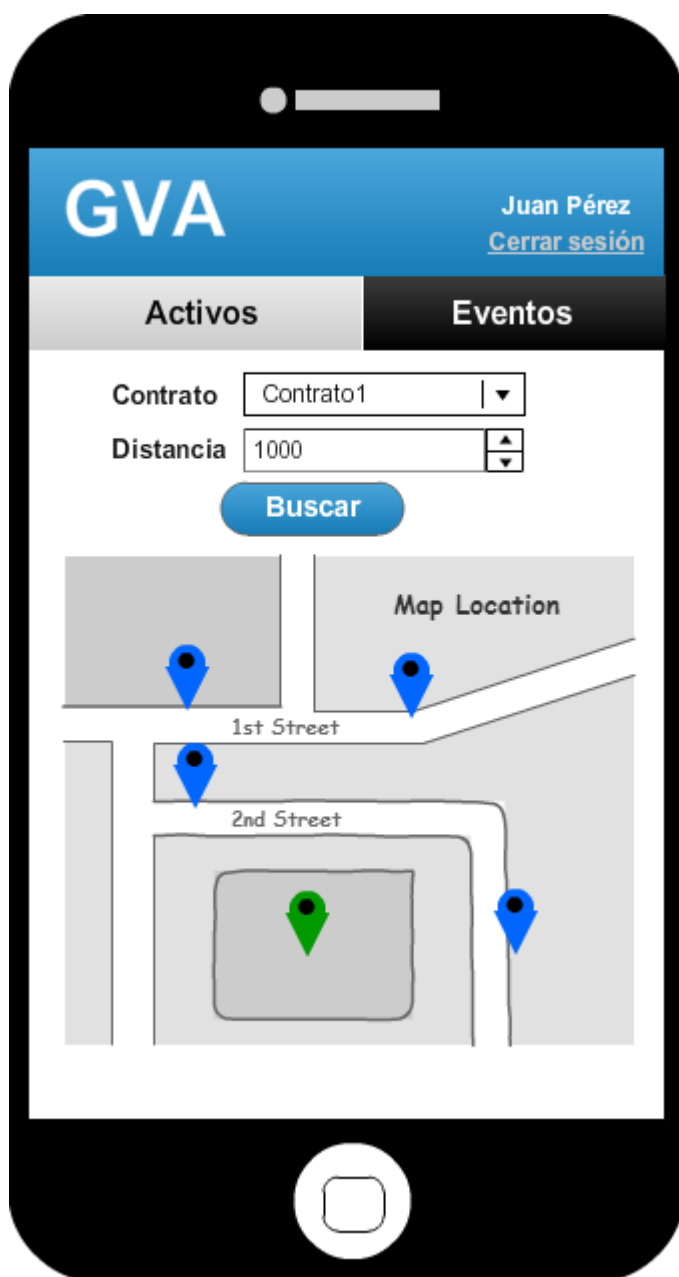 GVA
Juan Pérez
Cerrar sesión
Activos
Eventos
Contrato
Contrato1
Distancia
1000
Buscar
Map Location
1st Street
2nd Street